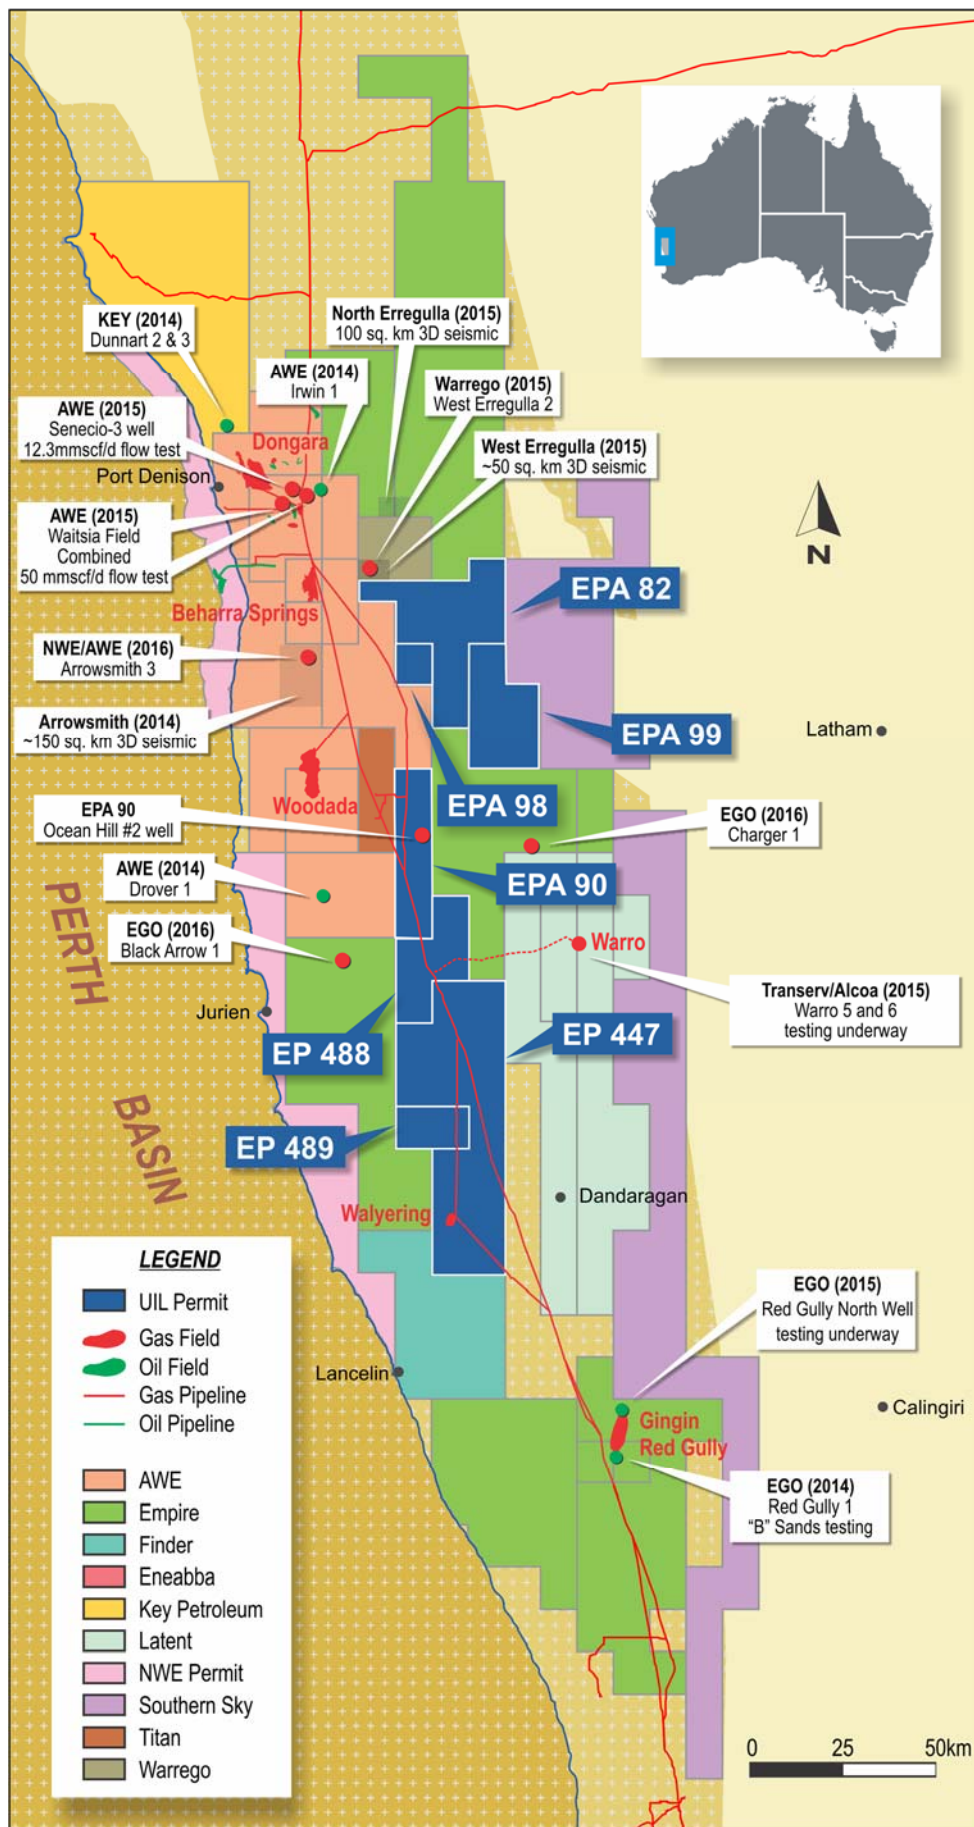 KEY (2014)
Dunnart 2 & 3
North Erregulla (2015)
100 sq. km 3D seismic
AWE (2014)
Irwin 1
Warrego (2015)
West Erregulla 2
AWE (2015)
Senecio-3 well
12.3mmscf/d flow test
Dongara
West Erregulla (2015)
~50 sq. km 3D seismic
Port Denison
AWE (2015)
Waitsia Field
Combined
50 mmscf/d flow test
N
EPA 82
Beharra Springs
NWE/AWE (2016)
Arrowsmith 3
Arrowsmith (2014)
~150 sq. km 3D seismic
EPA 99
Latham
Woodada
EPA 98
EPA 90
Ocean Hill #2 well
EGO (2016)
Charger 1
AWE (2014)
Drover 1
EPA 90
EGO (2016)
Black Arrow 1
Warro
PERTH
BASIN
Transerv/Alcoa (2015)
Warro 5 and 6
testing underway
Jurien
EP 488
EP 447
EP 489
Dandaragan
Walyering
LEGEND
UIL Permit
Gas Field
Oil Field
Gas Pipeline
Oil Pipeline
AWE
Empire
Finder
Eneabba
Key Petroleum
Latent
NWE Permit
Southern Sky
Titan
Warrego
EGO (2015)
Red Gully North Well
testing underway
Lancelin
Calingiri
Gingin
Red Gully
EGO (2014)
Red Gully 1
“B” Sands testing
0 25 50km